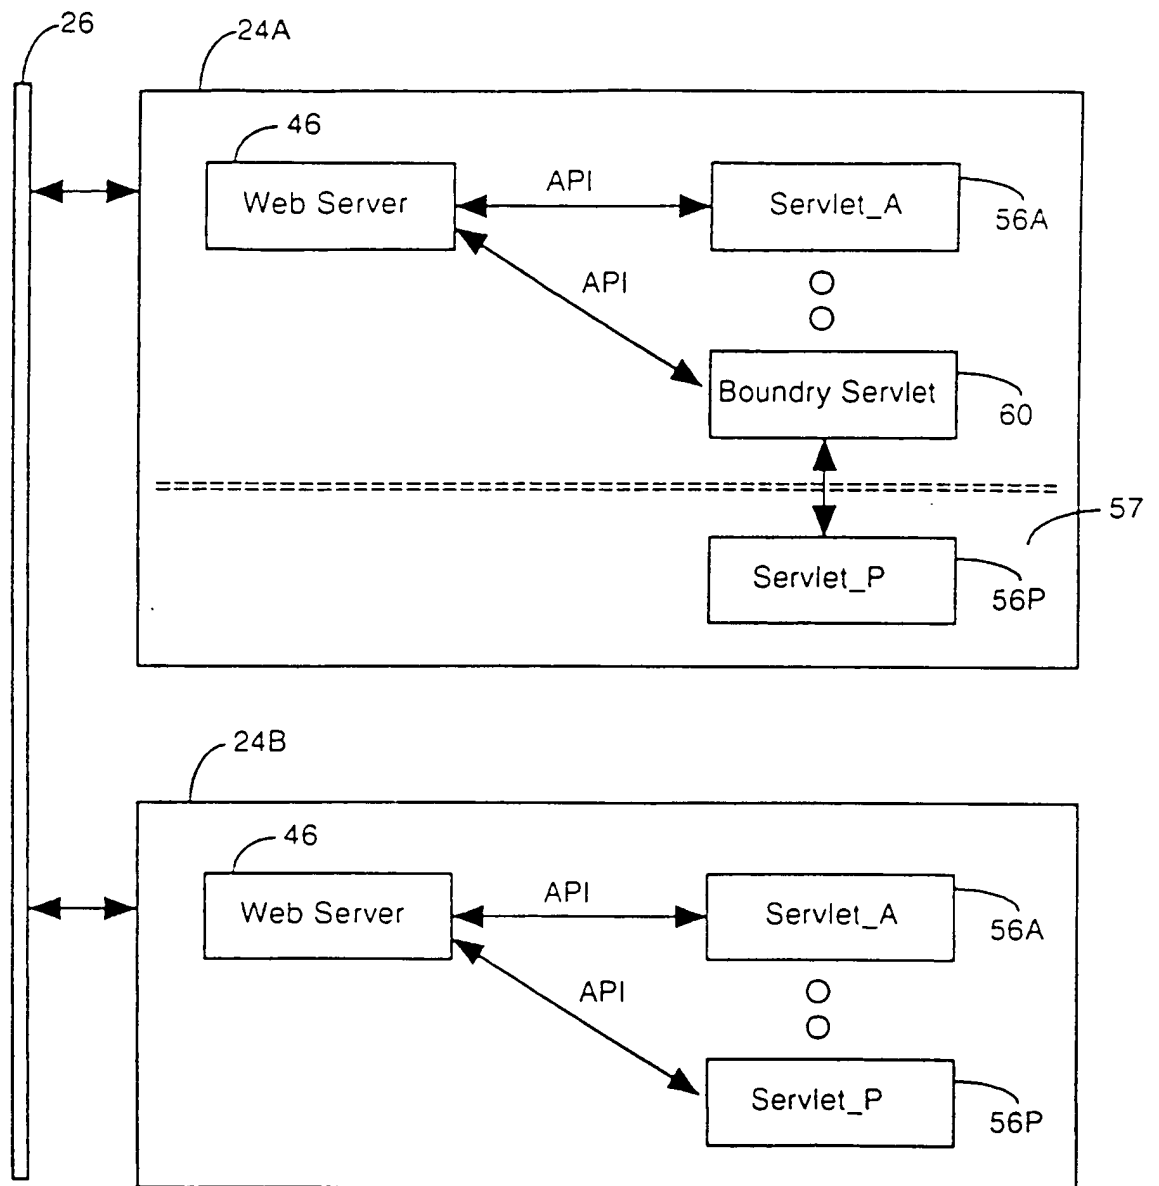 26
24A
46
Web Server
API
Servlet_A
56A
API
Boundry Servlet
60
57
Servlet_P
56P
24B
46
Web Server
API
Servlet_A
56A
API
Servlet_P
56P